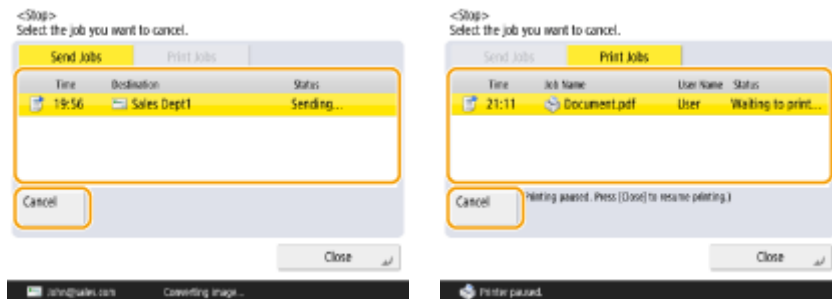 <Stop>
Select the job you want to cancel.
Send Jobs Print Jobs
Time Destination Status
19:56 Sales Dept1 Sending...
Cancel
Close
John@sales.com Converting image...
<Stop>
Select the job you want to cancel.
Send Jobs Print Jobs
Time Job Name User Name Status
21:11 Document.pdf User Waiting to print...
Cancel Printing paused. Press [Close] to resume printing.)
Close
Printer paused.